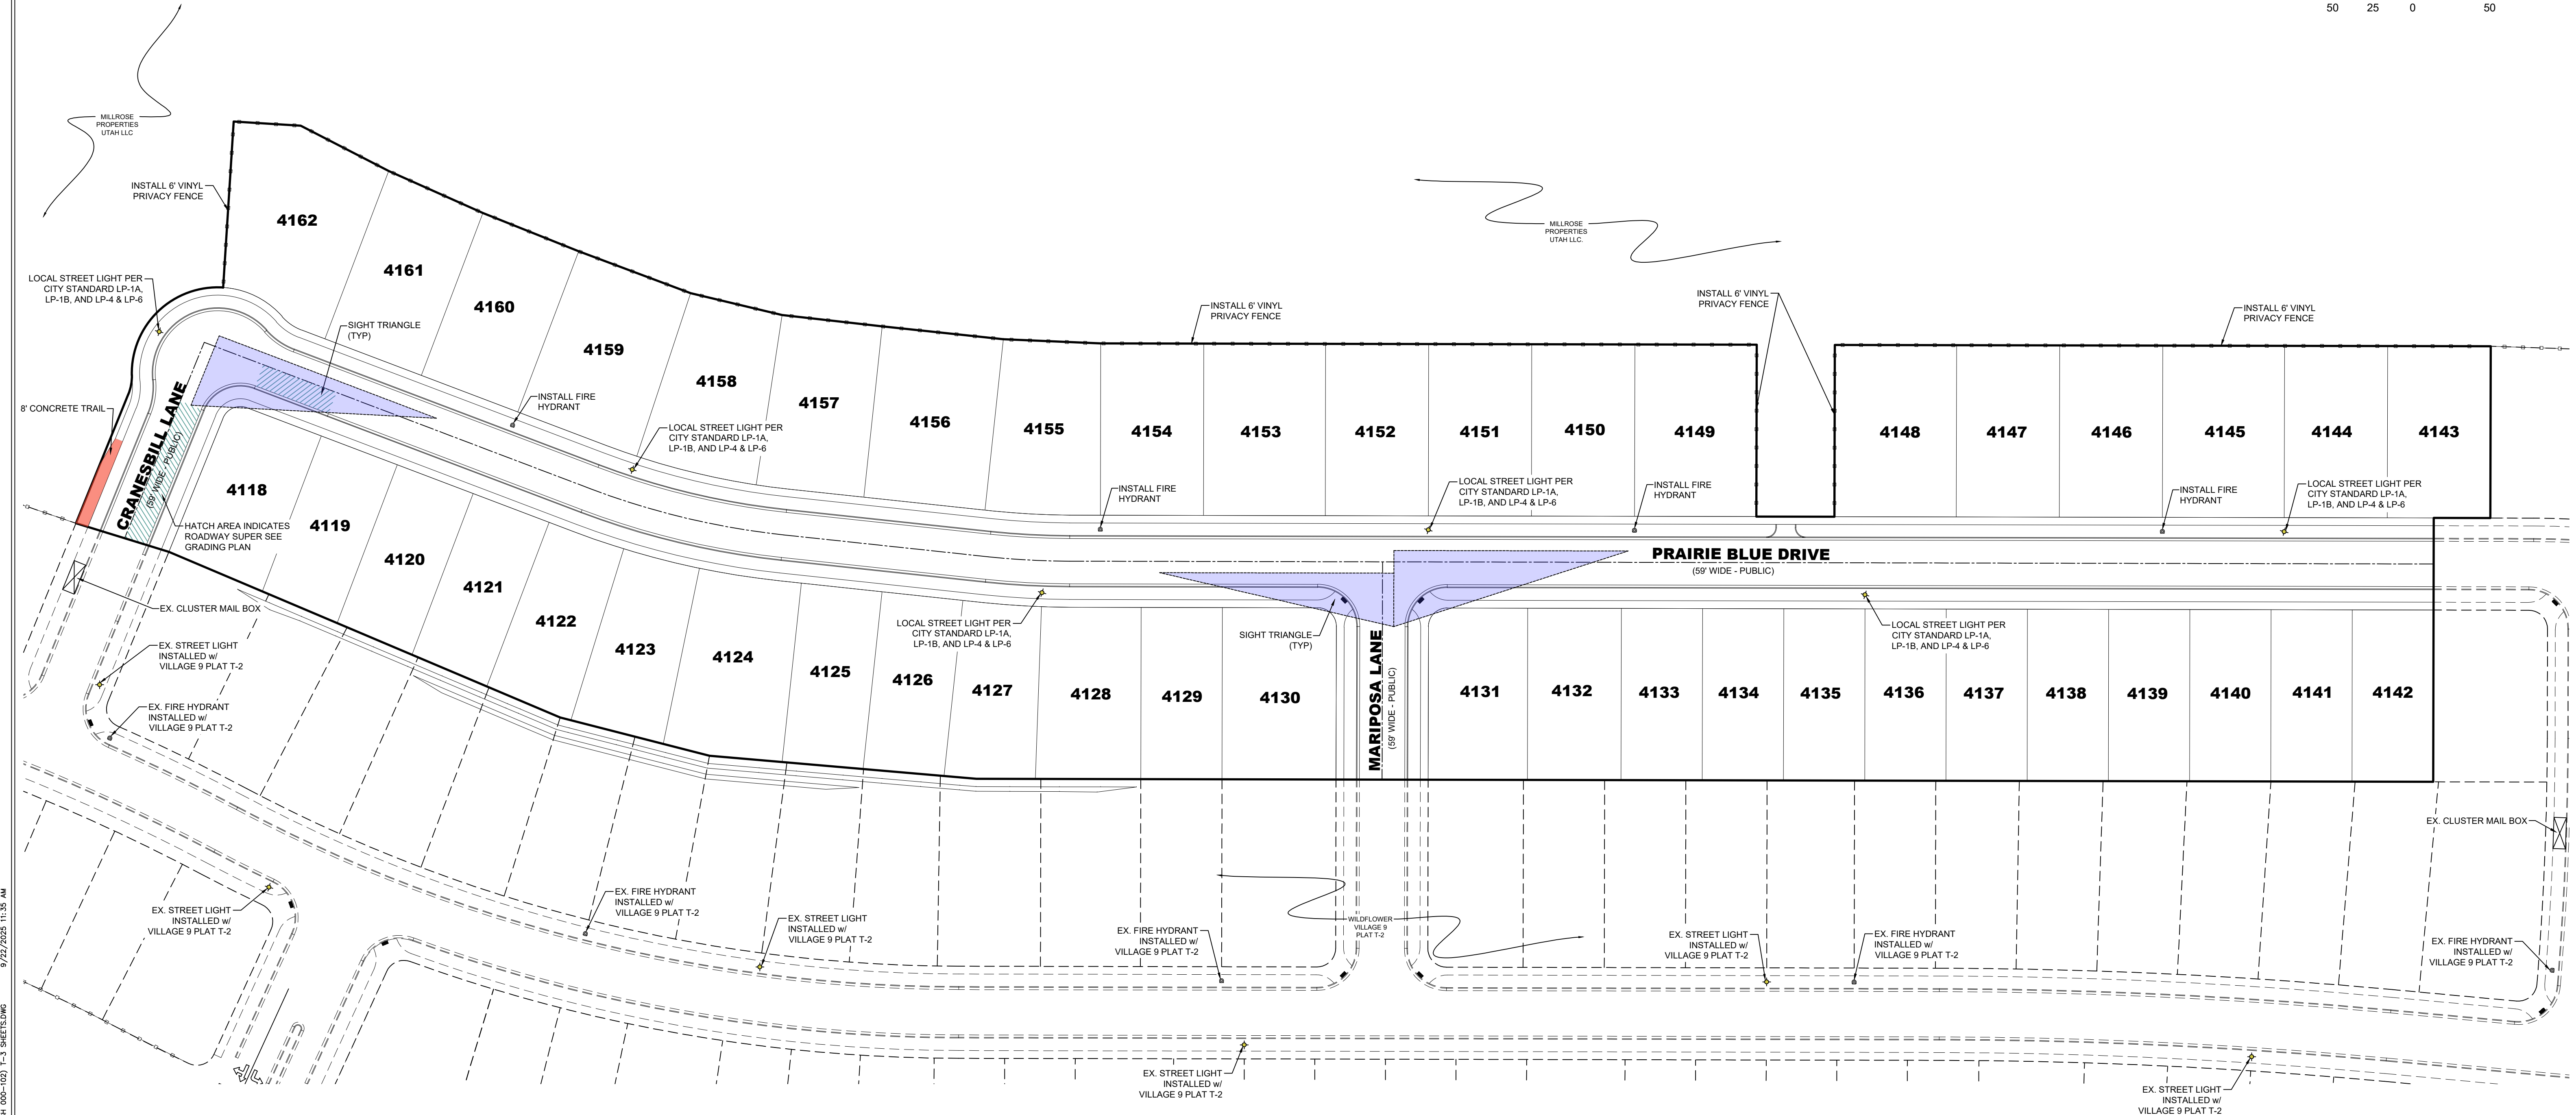 50 25 0 50
MILLROSE
PROPERTIES
UTAH LLC
INSTALL 6' VINYL
PRIVACY FENCE
4162
MILLROSE
PROPERTIES
UTAH LLC.
LOCAL STREET LIGHT PER
CITY STANDARD LP-1A,
LP-1B, AND LP-4 & LP-6
4161
4160
SIGHT TRIANGLE
(TYP)
4159
4158
4157
4156
4155
INSTALL 6' VINYL
PRIVACY FENCE
INSTALL 6' VINYL
PRIVACY FENCE
INSTALL 6' VINYL
PRIVACY FENCE
4154
4153
4152
4151
4150
4149
4148
4147
4146
4145
4144
4143
8' CONCRETE TRAIL
CRANESBILL LANE
(59' WIDE - PUBLIC)
INSTALL FIRE
HYDRANT
LOCAL STREET LIGHT PER
CITY STANDARD LP-1A,
LP-1B, AND LP-4 & LP-6
INSTALL FIRE
HYDRANT
LOCAL STREET LIGHT PER
CITY STANDARD LP-1A,
LP-1B, AND LP-4 & LP-6
INSTALL FIRE
HYDRANT
INSTALL FIRE
HYDRANT
LOCAL STREET LIGHT PER
CITY STANDARD LP-1A,
LP-1B, AND LP-4 & LP-6
HATCH AREA INDICATES
ROADWAY SUPER SEE
GRADING PLAN
PRAIRIE BLUE DRIVE
(59' WIDE - PUBLIC)
4118
4119
4120
4121
4122
4123
4124
4125
4126
4127
4128
4129
4130
LOCAL STREET LIGHT PER
CITY STANDARD LP-1A,
LP-1B, AND LP-4 & LP-6
SIGHT TRIANGLE
(TYP)
MARIPOSA LANE
(59' WIDE - PUBLIC)
LOCAL STREET LIGHT PER
CITY STANDARD LP-1A,
LP-1B, AND LP-4 & LP-6
4131
4132
4133
4134
4135
4136
4137
4138
4139
4140
4141
4142
EX. CLUSTER MAIL BOX
EX. STREET LIGHT
INSTALLED w/
VILLAGE 9 PLAT T-2
EX. FIRE HYDRANT
INSTALLED w/
VILLAGE 9 PLAT T-2
EX. CLUSTER MAIL BOX
EX. STREET LIGHT
INSTALLED w/
VILLAGE 9 PLAT T-2
EX. FIRE HYDRANT
INSTALLED w/
VILLAGE 9 PLAT T-2
EX. STREET LIGHT
INSTALLED w/
VILLAGE 9 PLAT T-2
EX. FIRE HYDRANT
INSTALLED w/
VILLAGE 9 PLAT T-2
WILDFLOWER
VILLAGE 9
PLAT T-2
EX. STREET LIGHT
INSTALLED w/
VILLAGE 9 PLAT T-2
EX. FIRE HYDRANT
INSTALLED w/
VILLAGE 9 PLAT T-2
EX. FIRE HYDRANT
INSTALLED w/
VILLAGE 9 PLAT T-2
EX. STREET LIGHT
INSTALLED w/
VILLAGE 9 PLAT T-2
EX. STREET LIGHT
INSTALLED w/
VILLAGE 9 PLAT T-2
000-102) T-3 SHEETS.DWG 9/22/2025 11:35 AM